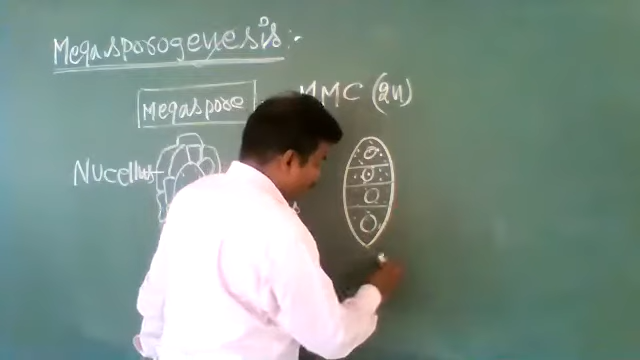 Megasporogenesis :-
Megaspore
MMC (2n)
Nucellus